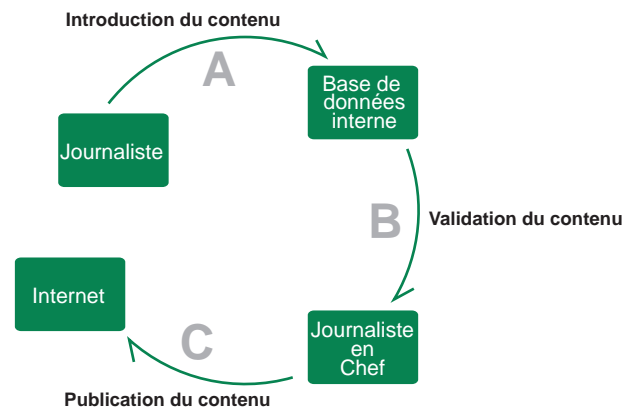 Introduction du contenu
A
Base de
données
interne
Journaliste
B
Validation du contenu
Internet
Journaliste
en
Chef
C
Publication du contenu